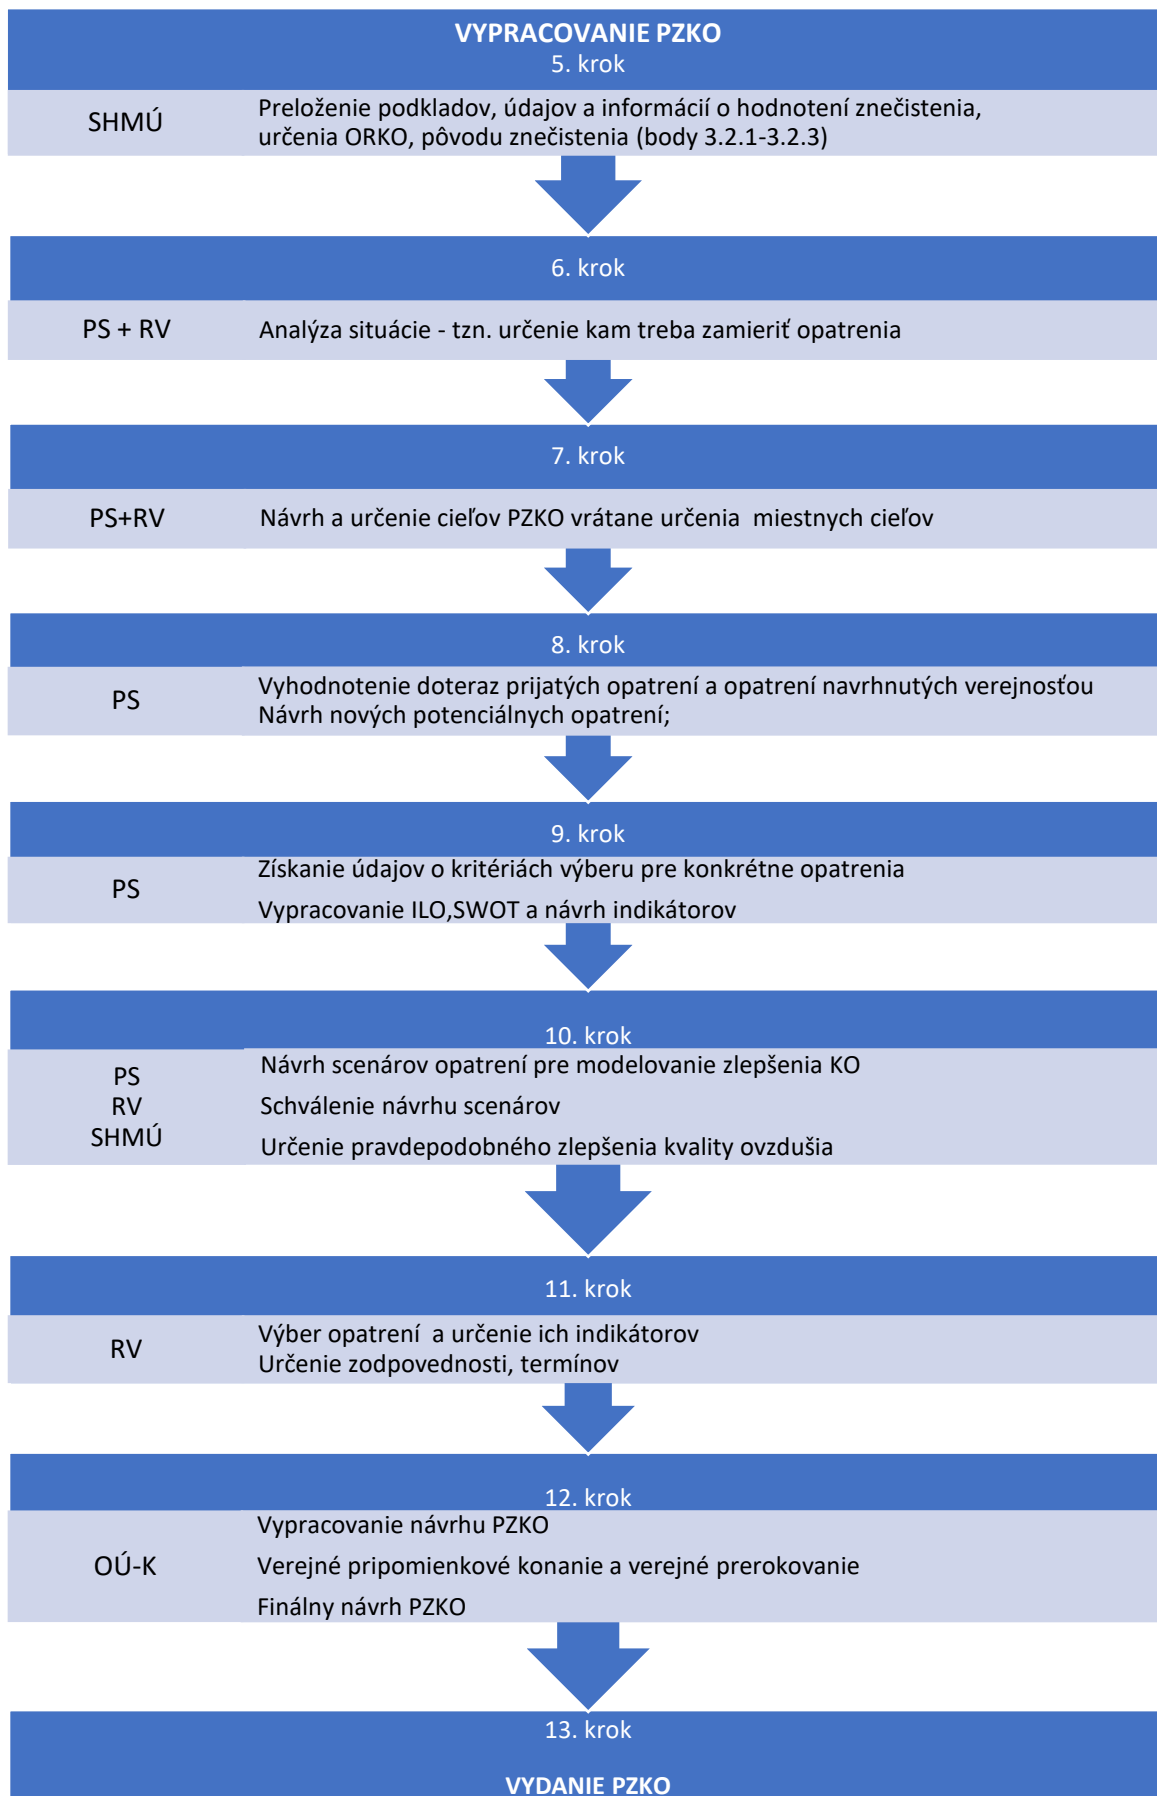 VYPRACOVANIE PZKO
5. krok
SHMÚ
Preloženie podkladov, údajov a informácií o hodnotení znečistenia,
určenia ORKO, pôvodu znečistenia (body 3.2.1-3.2.3)
6. krok
PS + RV
Analýza situácie - tzn. určenie kam treba zamieriť opatrenia
7. krok
PS+RV
Návrh a určenie cieľov PZKO vrátane určenia miestnych cieľov
8. krok
PS
Vyhodnotenie doteraz prijatých opatrení a opatrení navrhnutých verejnosťou
Návrh nových potenciálnych opatrení;
9. krok
PS
Získanie údajov o kritériách výberu pre konkrétne opatrenia
Vypracovanie ILO,SWOT a návrh indikátorov
10. krok
PS
RV
SHMÚ
Návrh scenárov opatrení pre modelovanie zlepšenia KO
Schválenie návrhu scenárov
Určenie pravdepodobného zlepšenia kvality ovzdušia
11. krok
RV
Výber opatrení a určenie ich indikátorov
Určenie zodpovednosti, termínov
12. krok
OÚ-K
Vypracovanie návrhu PZKO
Verejné pripomienkové konanie a verejné prerokovanie
Finálny návrh PZKO
13. krok
VYDANIE PZKO